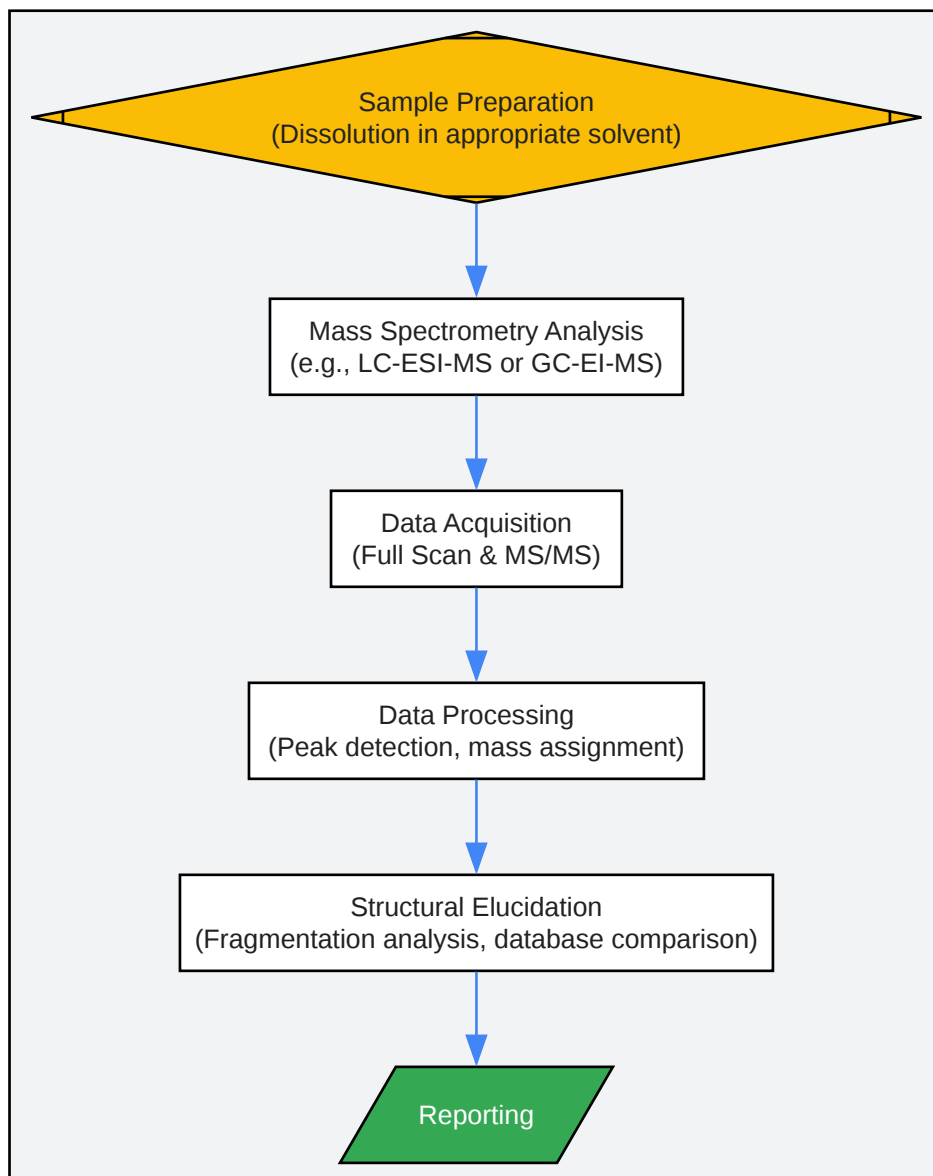 Sample Preparation
(Dissolution in appropriate solvent)
Mass Spectrometry Analysis
(e.g., LC-ESI-MS or GC-EI-MS)
Data Acquisition
(Full Scan & MS/MS)
Data Processing
(Peak detection, mass assignment)
Structural Elucidation
(Fragmentation analysis, database comparison)
Reporting